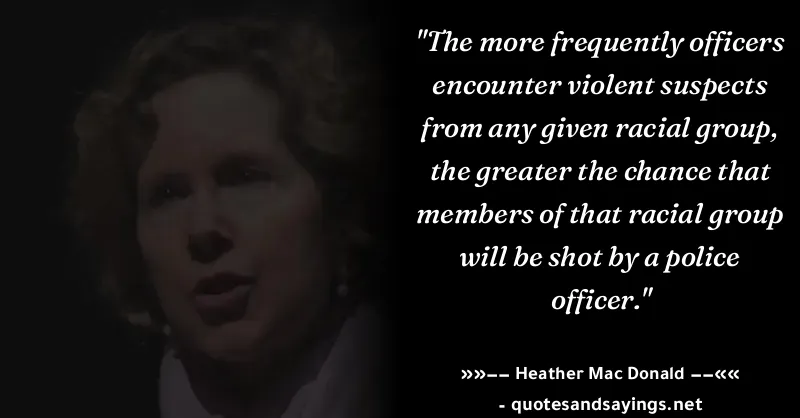 "The more frequently officers
encounter violent suspects
from any given racial group,
the greater the chance that
members of that racial group
will be shot by a police
officer."
»»–– Heather Mac Donald ––««
- quotesandsayings.net